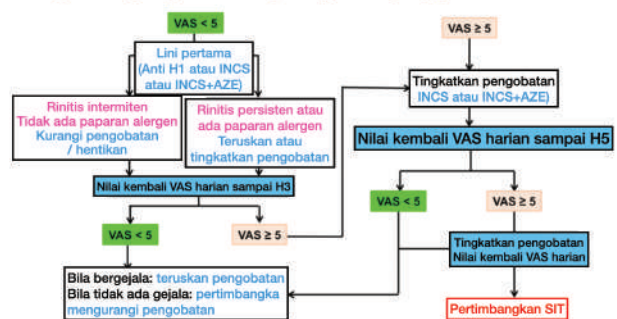 VAS < 5
Lini pertama
(Anti H1 atau INCS
atau INCS+AZE)
Rinitis intermiten
Tidak ada paparan alergen
Kurangi pengobatan
/ hentikan
Rinitis persisten atau
ada paparan alergen
Teruskan atau
tingkatkan pengobatan
Nilai kembali VAS harian sampai H3
VAS < 5
VAS ≥ 5
Bila bergejala: teruskan pengobatan
Bila tidak ada gejala: pertimbangka
mengurangi pengobatan
VAS ≥ 5
Tingkatkan pengobatan
INCS atau INCS+AZE)
Nilai kembali VAS harian sampai H5
VAS < 5
VAS ≥ 5
Tingkatkan pengobatan
Nilai kembali VAS harian
Pertimbangkan SIT